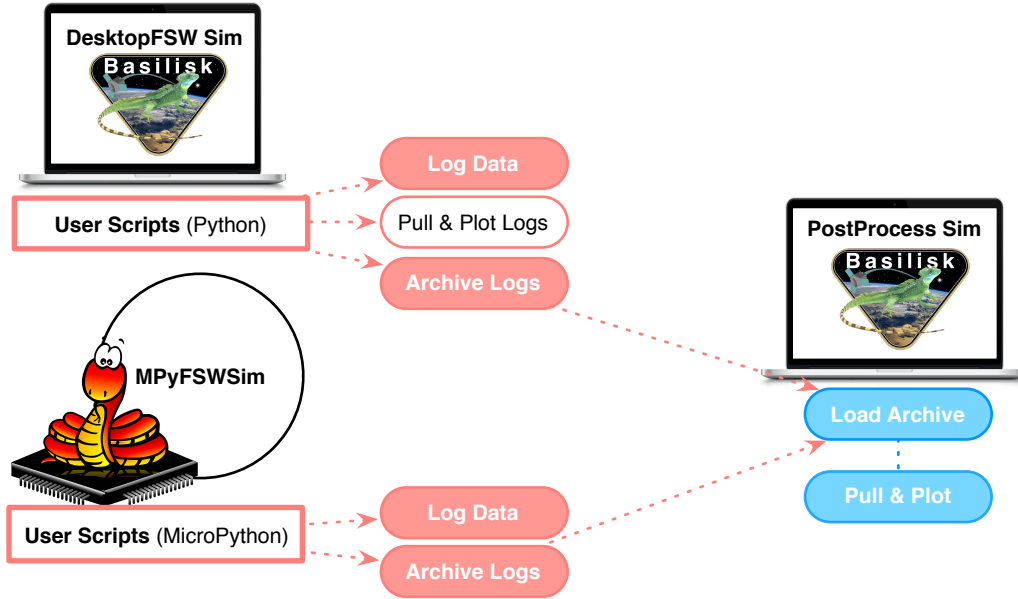 DesktopFSW Sim
Basilisk
User Scripts (Python)
Log Data
Pull & Plot Logs
Archive Logs
PostProcess Sim
Basilisk
Load Archive
Pull & Plot
MPyFSWSim
User Scripts (MicroPython)
Log Data
Archive Logs